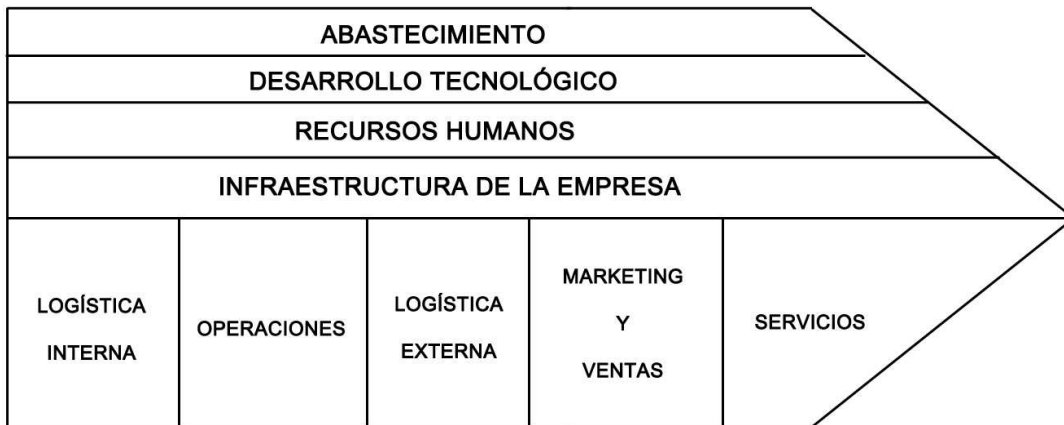 ABASTECIMIENTO
DESARROLLO TECNOLÓGICO
RECURSOS HUMANOS
INFRAESTRUCTURA DE LA EMPRESA
LOGÍSTICA
INTERNA
OPERACIONES
LOGÍSTICA
EXTERNA
MARKETING
Y
VENTAS
SERVICIOS